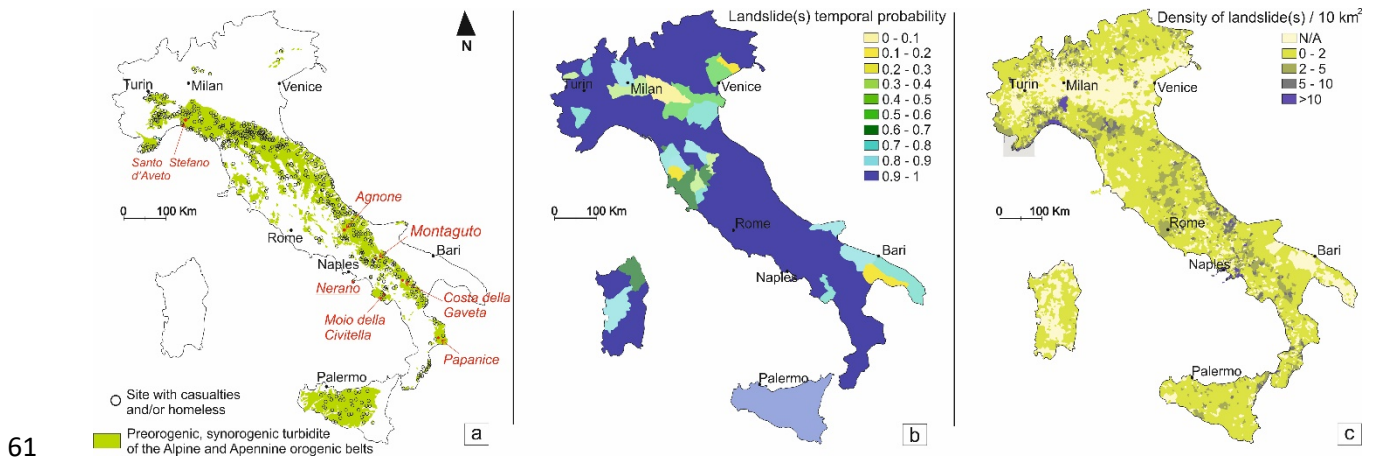 N
Turin
Milan
Venice
Santo Stefano
d'Aveto
Agnone
0 100 Km
Montaguto
Rome
Bari
Naples
Nerano
Costa della
Gaveta
Moio della
Civitella
Papanice
Palermo
Site with casualties
and/or homeless
Preorogenic, synorogenic turbidite
of the Alpine and Apennine orogenic belts
a
Landslide(s) temporal probability
0 - 0.1
0.1 - 0.2
0.2 - 0.3
0.3 - 0.4
0.4 - 0.5
0.5 - 0.6
0.6 - 0.7
0.7 - 0.8
0.8 - 0.9
0.9 - 1
Turin
Milan
Venice
Rome
Bari
Naples
Palermo
b
Density of landslide(s) / 10 km²
N/A
0 - 2
2 - 5
5 - 10
>10
Turin
Milan
Venice
0 100 Km
Rome
Bari
Naples
Palermo
c
61